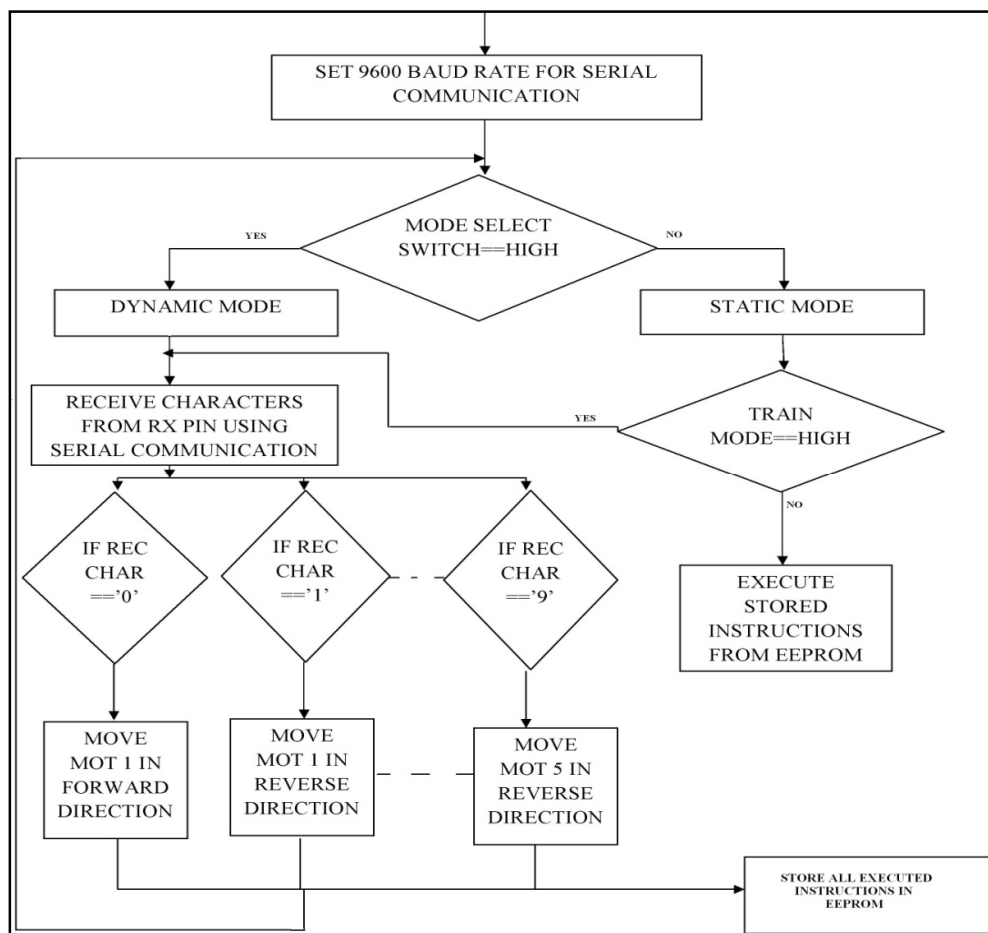 SET 9600 BAUD RATE FOR SERIAL
COMMUNICATION
MODE SELECT
SWITCH==HIGH
YES
NO
DYNAMIC MODE
STATIC MODE
RECEIVE CHARACTERS
FROM RX PIN USING
SERIAL COMMUNICATION
YES
TRAIN
MODE==HIGH
NO
IF REC
CHAR
=='0'
IF REC
CHAR
=='1'
IF REC
CHAR
=='9'
EXECUTE
STORED
INSTRUCTIONS
FROM EEPROM
MOVE
MOT 1 IN
FORWARD
DIRECTION
MOVE
MOT 1 IN
REVERSE
DIRECTION
MOVE
MOT 5 IN
REVERSE
DIRECTION
STORE ALL EXECUTED
INSTRUCTIONS IN
EEPROM